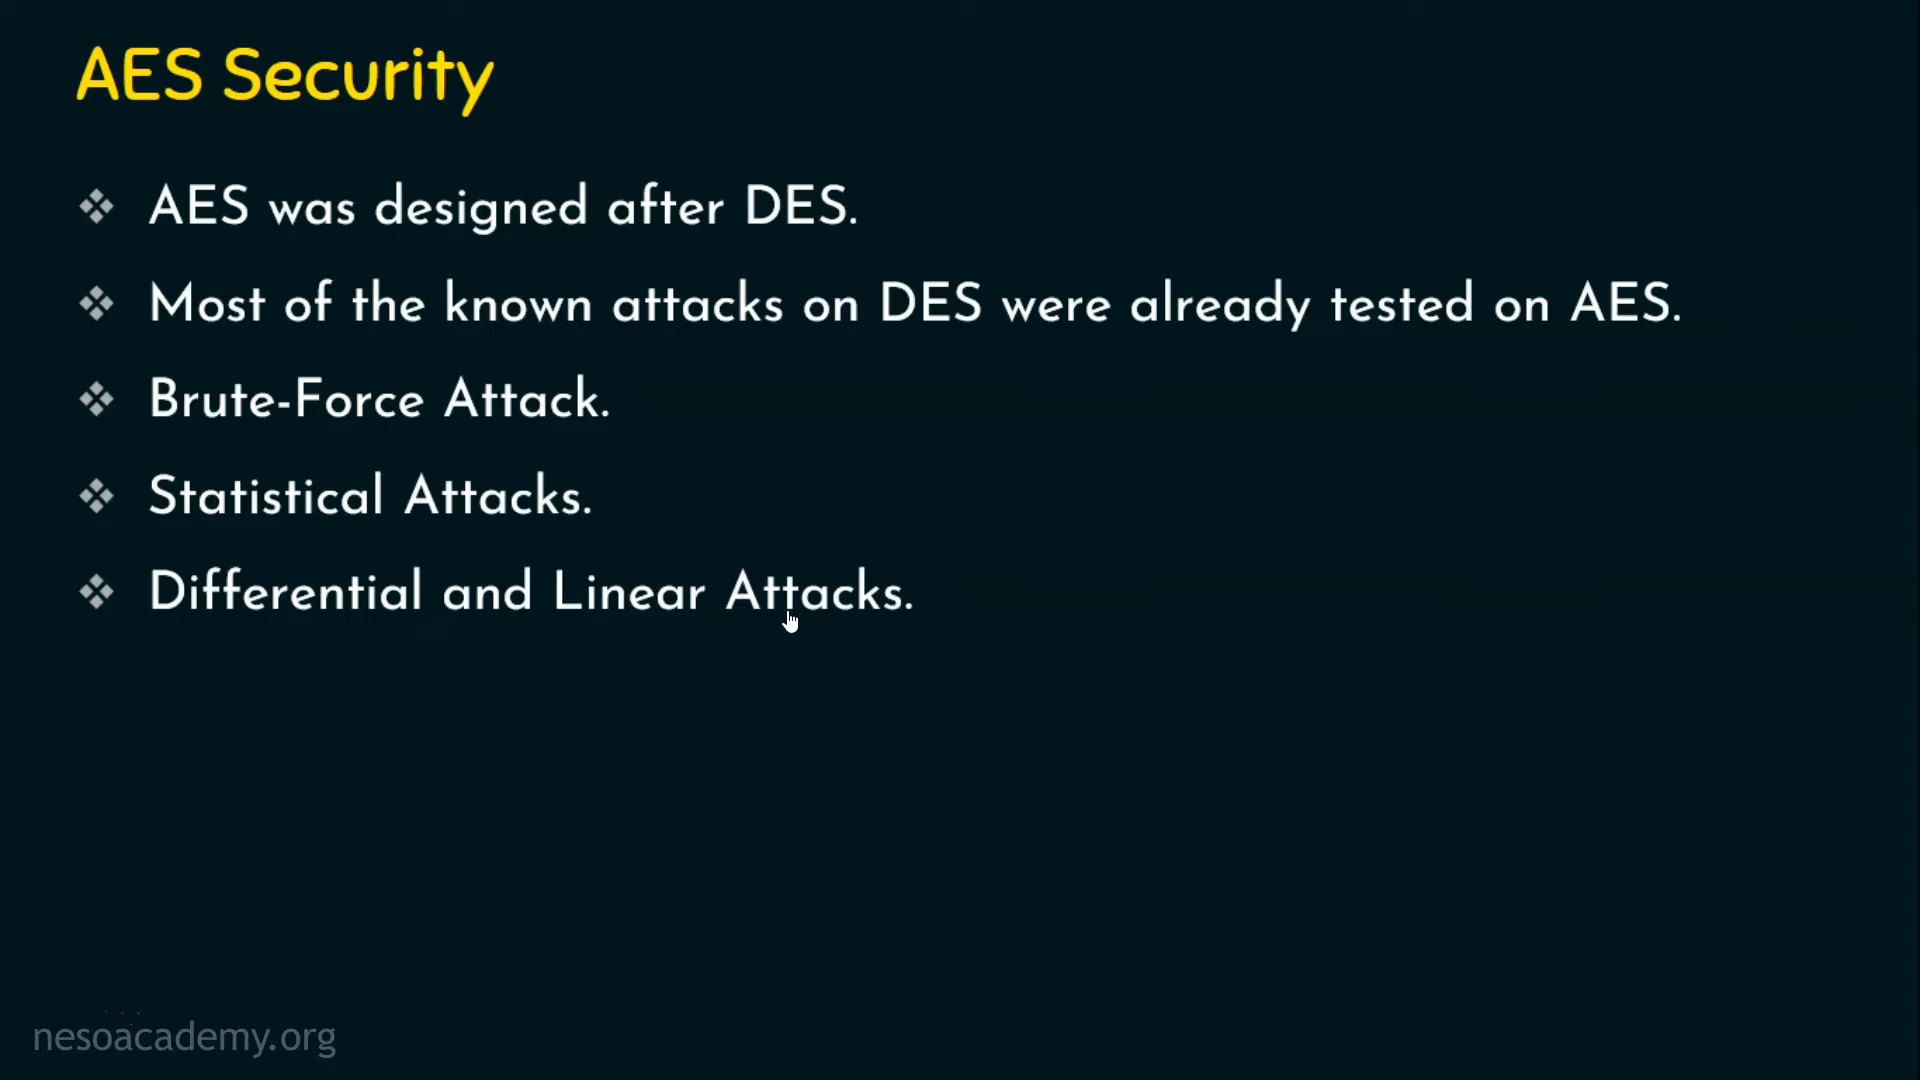 AES Security
AES was designed after DES.
Most of the known attacks on DES were already tested on AES.
Brute-Force Attack.
Statistical Attacks.
Differential and Linear Attacks.
nesoacademy.org